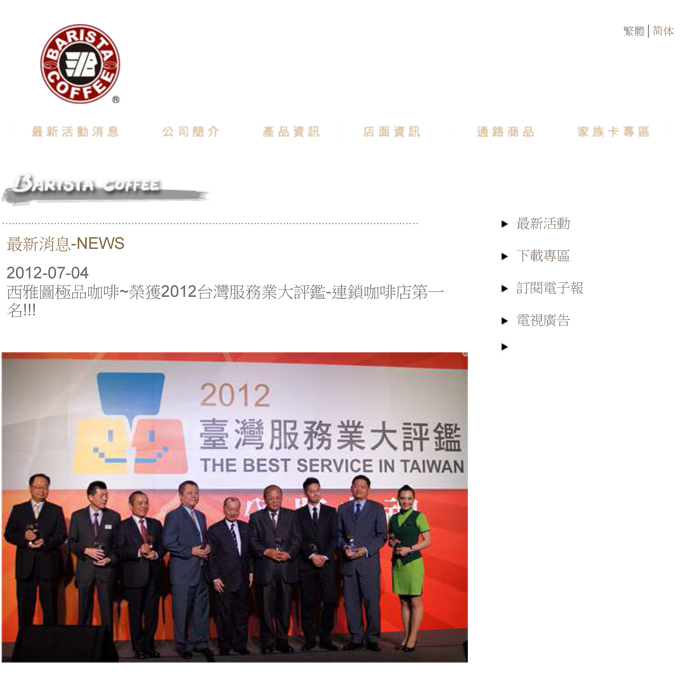 繁體│简体
BARISTA COFFEE
®
最新活動消息 公司簡介 產品資訊 店面資訊 通路商品 家族卡專區
BARISTA COFFEE
最新消息-NEWS
2012-07-04
西雅圖極品咖啡~榮獲2012台灣服務業大評鑑-連鎖咖啡店第一
名!!!
最新活動
下載專區
訂閱電子報
電視廣告
2012
臺灣服務業大評鑑
THE BEST SERVICE IN TAIWAN